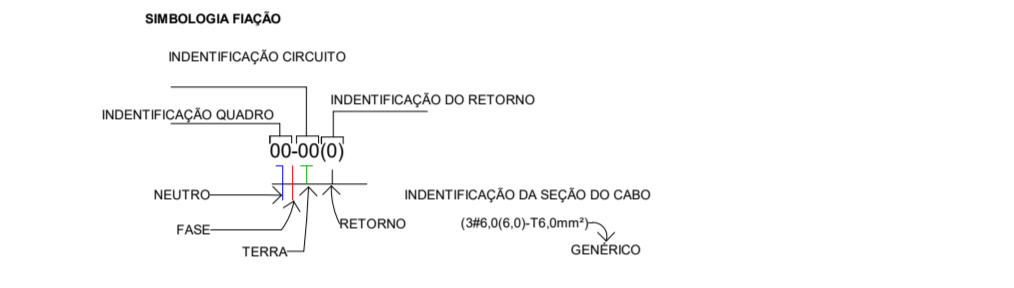 SIMBOLOGIA FIAÇÃO
INDENTIFICAÇÃO CIRCUITO
INDENTIFICAÇÃO DO RETORNO
INDENTIFICAÇÃO QUADRO
00-00(0)
NEUTRO
INDENTIFICAÇÃO DA SEÇÃO DO CABO
FASE
RETORNO
(3#6,0(6,0)-T6,0mm²)
TERRA
GENÉRICO